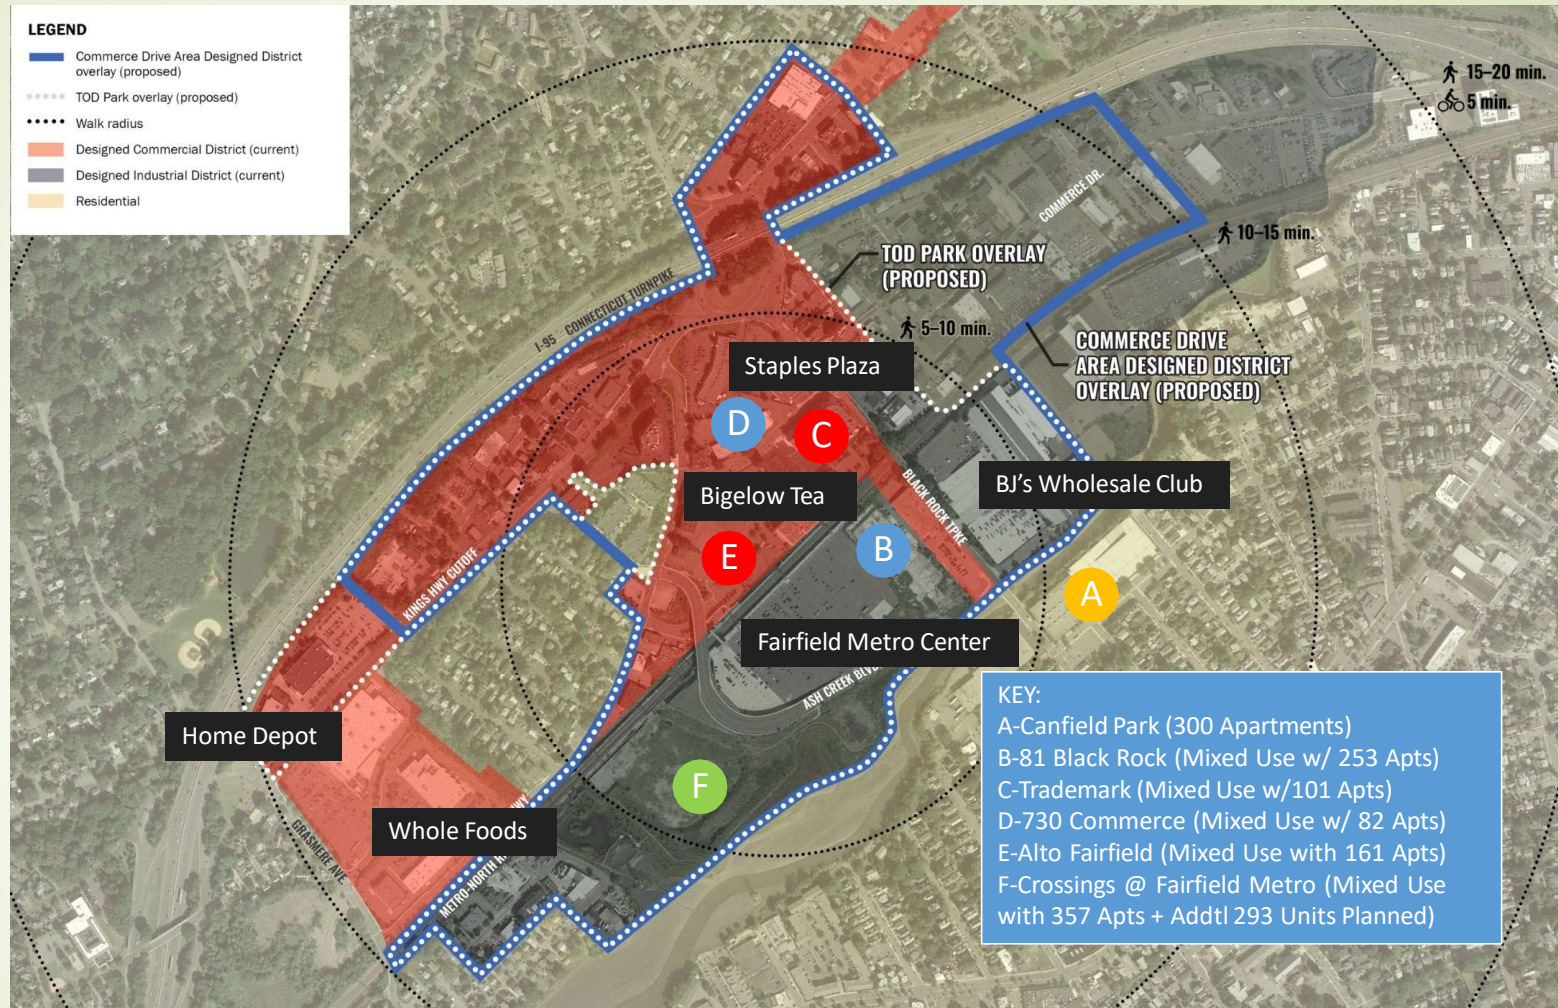 LEGEND
Commerce Drive Area Designed District
overlay (proposed)
TOD Park overlay (proposed)
Walk radius
Designed Commercial District (current)
Designed Industrial District (current)
Residential
15–20 min.
5 min.
COMMERCE DR.
10–15 min.
TOD PARK OVERLAY
(PROPOSED)
I-95 CONNECTICUT TURNPIKE
5–10 min.
COMMERCE DRIVE
AREA DESIGNED DISTRICT
OVERLAY (PROPOSED)
Staples Plaza
D
C
BLACK ROCK TPKE
BJ's Wholesale Club
Bigelow Tea
B
E
KINGS HWY CUTOFF
A
Fairfield Metro Center
ASH CREEK BLVD
KEY:
A-Canfield Park (300 Apartments)
B-81 Black Rock (Mixed Use w/ 253 Apts)
C-Trademark (Mixed Use w/101 Apts)
D-730 Commerce (Mixed Use w/ 82 Apts)
E-Alto Fairfield (Mixed Use with 161 Apts)
F-Crossings @ Fairfield Metro (Mixed Use
with 357 Apts + Addtl 293 Units Planned)
Home Depot
F
Whole Foods
GRASMERE AVE
METRO-NORTH